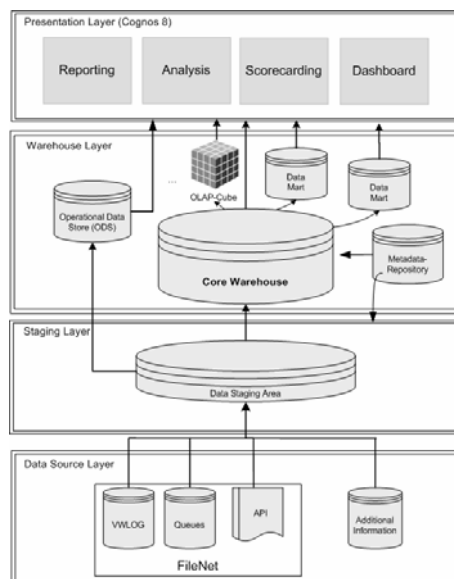 Presentation Layer (Cognos 8)
Reporting
Analysis
Scorecarding
Dashboard
Warehouse Layer
...
OLAP-Cube
Data
Mart
Data
Mart
Operational Data
Store (ODS)
Core Warehouse
Metadata-
Repository
Staging Layer
Data Staging Area
Data Source Layer
VWLOG
Queues
API
Additional
Information
FileNet